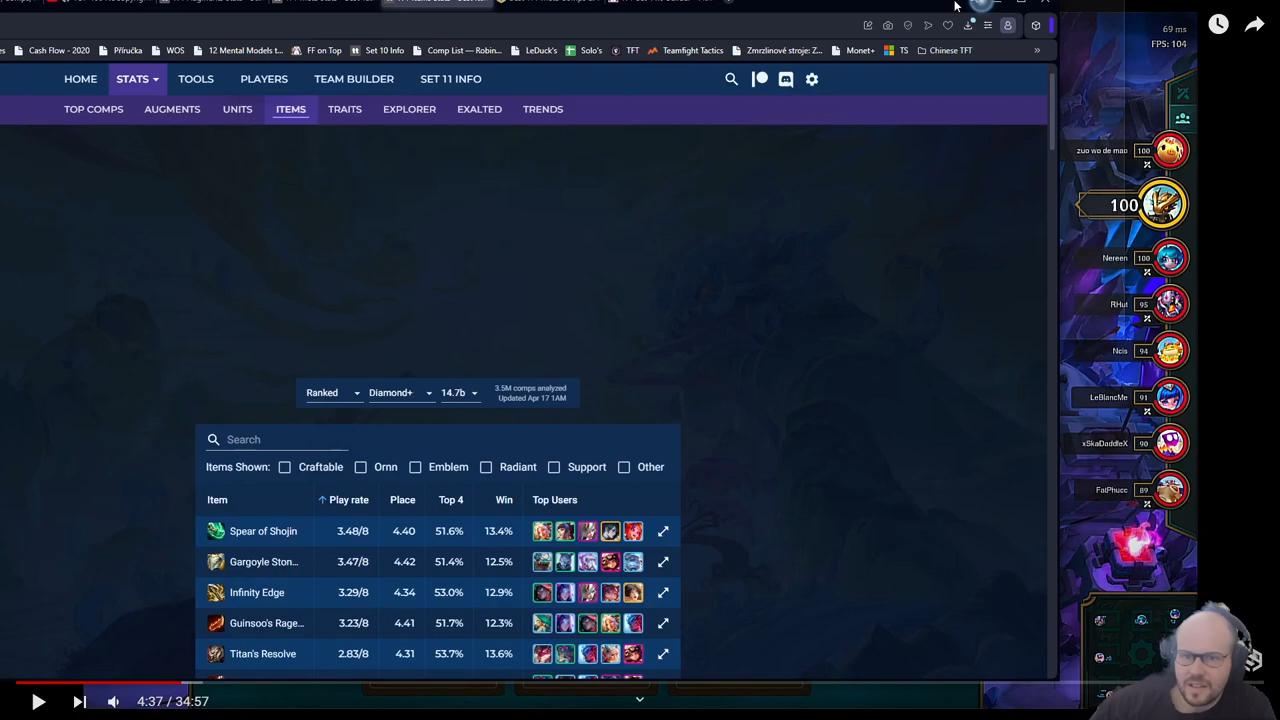 69 ms
FPS: 104
Cash Flow - 2020 Příručka WOS 12 Mental Models t... FF on Top Set 10 Info Comp List — Robin... LeDuck's Solo's TFT Teamfight Tactics Zmrzlinové stroje: Z... Monet+ TS Chinese TFT »
HOME STATS TOOLS PLAYERS TEAM BUILDER SET 11 INFO
TOP COMPS AUGMENTS UNITS ITEMS TRAITS EXPLORER EXALTED TRENDS
zuo wo de mao 100
100
Nereen 100
RHut 95
Ncis 94
LeBlancMe 91
xSkaDaddleX 90
FatPhucc 89
Ranked Diamond+ 14.7b
3.5M comps analyzed
Updated Apr 17 1AM
Search
Items Shown: Craftable Ornn Emblem Radiant Support Other
Item Play rate Place Top 4 Win Top Users
Spear of Shojin 3.48/8 4.40 51.6% 13.4%
Gargoyle Ston... 3.47/8 4.42 51.4% 12.5%
Infinity Edge 3.29/8 4.34 53.0% 12.9%
Guinsoo's Rage... 3.23/8 4.41 51.7% 12.3%
Titan's Resolve 2.83/8 4.31 53.7% 13.6%
4:37 / 34:57